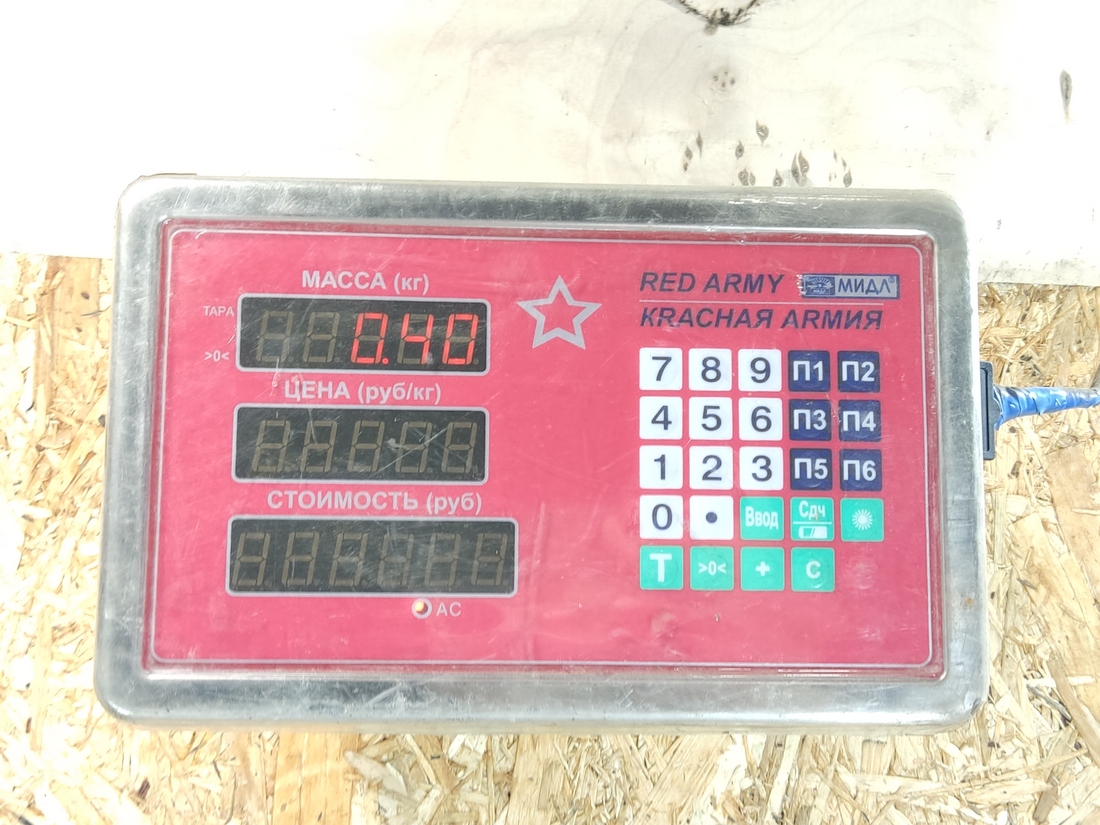 МАССА (кг)
ТАРА
0.40
>0<
ЦЕНА (руб/кг)
СТОИМОСТЬ (руб)
AC
RED ARMY МИДЛ®
КRАСНАЯ ARMИЯ
7 8 9 П1 П2
4 5 6 П3 П4
1 2 3 П5 П6
0 • Ввод Сдч
T >0< + C